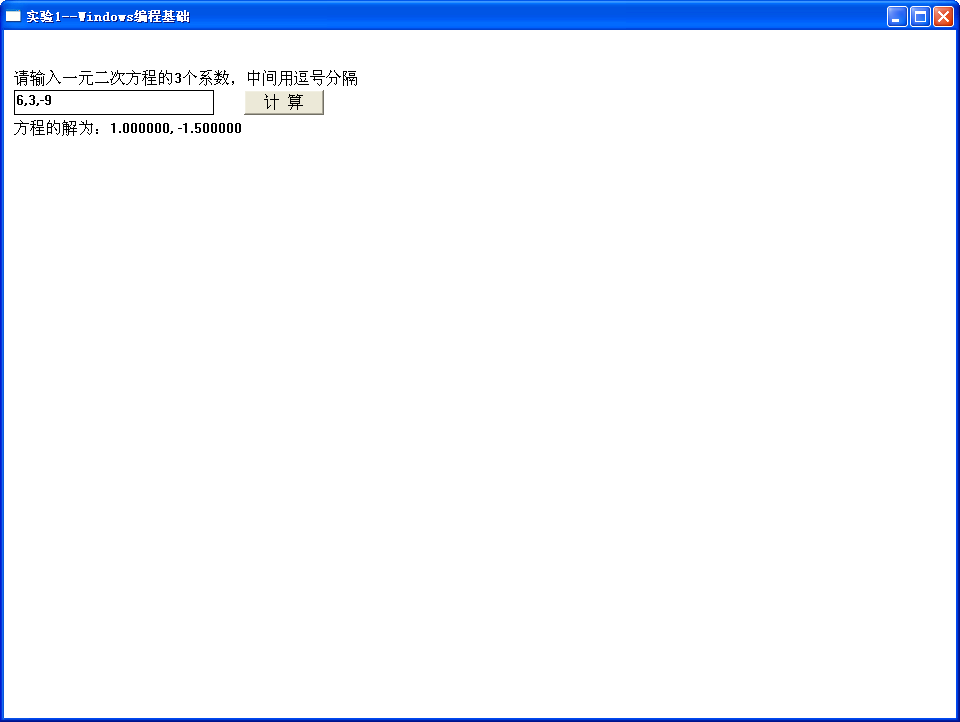 实验1--Windows编程基础
请输入一元二次方程的3个系数，中间用逗号分隔
6,3,-9
计 算
方程的解为：1.000000, -1.500000